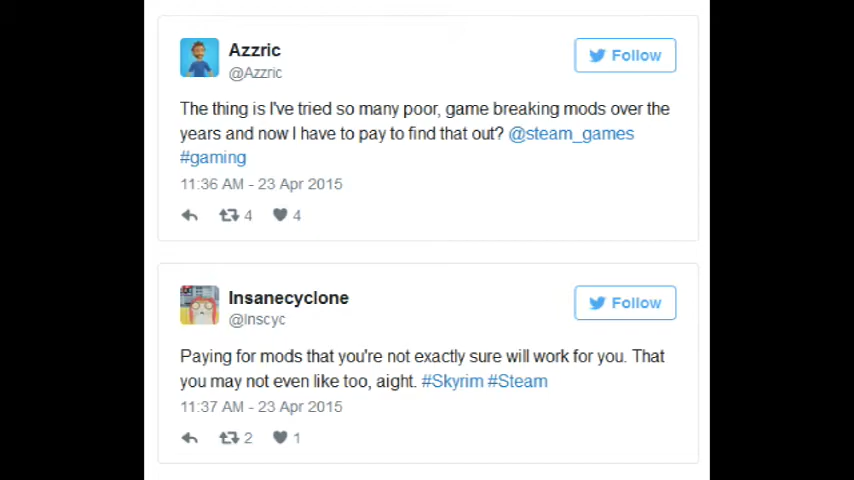 Azzric
@Azzric
Follow
The thing is I've tried so many poor, game breaking mods over the
years and now I have to pay to find that out? @steam_games
#gaming
11:36 AM - 23 Apr 2015
4 4
Insanecyclone
@Inscyc
Follow
Paying for mods that you're not exactly sure will work for you. That
you may not even like too, aight. #Skyrim #Steam
11:37 AM - 23 Apr 2015
2 1